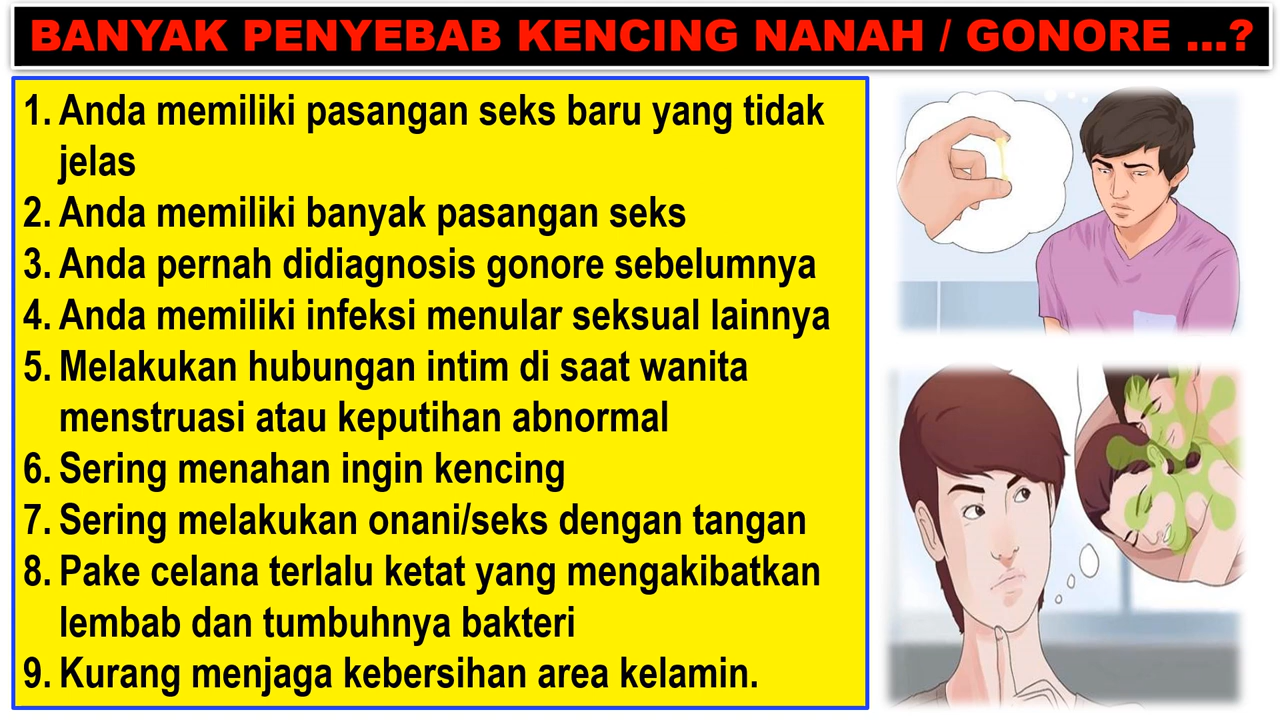 BANYAK PENYEBAB KENCING NANAH / GONORE ...?
1. Anda memiliki pasangan seks baru yang tidak
jelas
2. Anda memiliki banyak pasangan seks
3. Anda pernah didiagnosis gonore sebelumnya
4. Anda memiliki infeksi menular seksual lainnya
5. Melakukan hubungan intim di saat wanita
menstruasi atau keputihan abnormal
6. Sering menahan ingin kencing
7. Sering melakukan onani/seks dengan tangan
8. Pake celana terlalu ketat yang mengakibatkan
lembab dan tumbuhnya bakteri
9. Kurang menjaga kebersihan area kelamin.